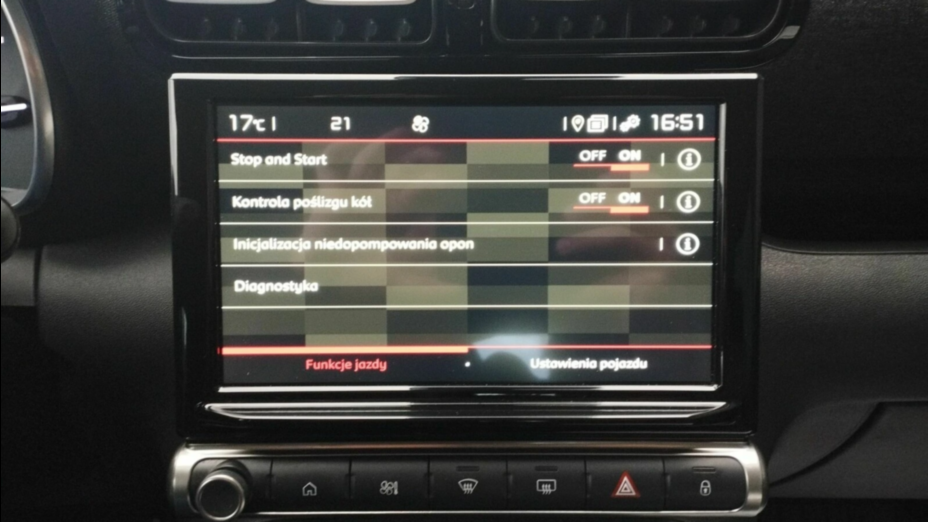 17°C 21 16:51
Stop and Start OFF ON
Kontrola poślizgu kół OFF ON
Inicjalizacja niedopompowania opon
Diagnostyka
Funkcje jazdy Ustawienia pojazdu